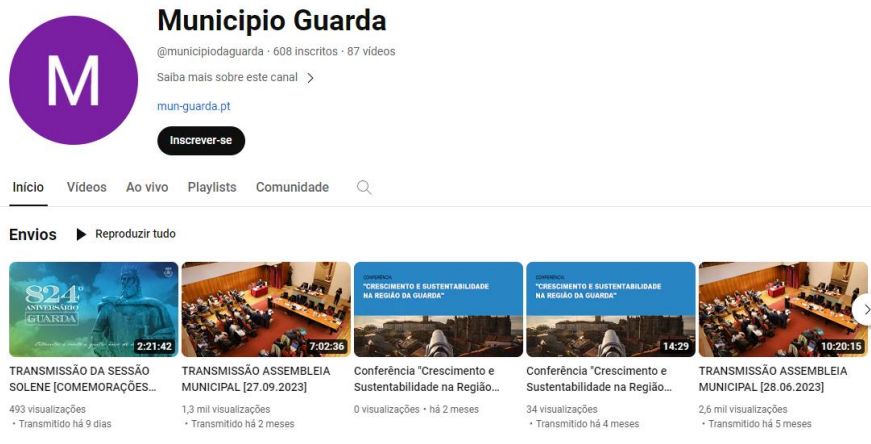 M
Municipio Guarda
@municipiodaguarda · 608 inscritos · 87 vídeos
Saiba mais sobre este canal
mun-guarda.pt
Inscrever-se
Início Vídeos Ao vivo Playlists Comunidade
Envios Reproduzir tudo
824º
ANIVERSÁRIO
GUARDA
2:21:42
TRANSMISSÃO DA SESSÃO
SOLENE [COMEMORAÇÕES...
493 visualizações
• Transmitido há 9 dias
7:02:36
TRANSMISSÃO ASSEMBLEIA
MUNICIPAL [27.09.2023]
1,3 mil visualizações
• Transmitido há 2 meses
CONFERÊNCIA
"CRESCIMENTO E SUSTENTABILIDADE
NA REGIÃO DA GUARDA"
Conferência "Crescimento e
Sustentabilidade na Região...
0 visualizações • há 2 meses
CONFERÊNCIA
"CRESCIMENTO E SUSTENTABILIDADE
NA REGIÃO DA GUARDA"
14:29
Conferência "Crescimento e
Sustentabilidade na Região...
34 visualizações
• Transmitido há 4 meses
10:20:15
TRANSMISSÃO ASSEMBLEIA
MUNICIPAL [28.06.2023]
2,6 mil visualizações
• Transmitido há 5 meses